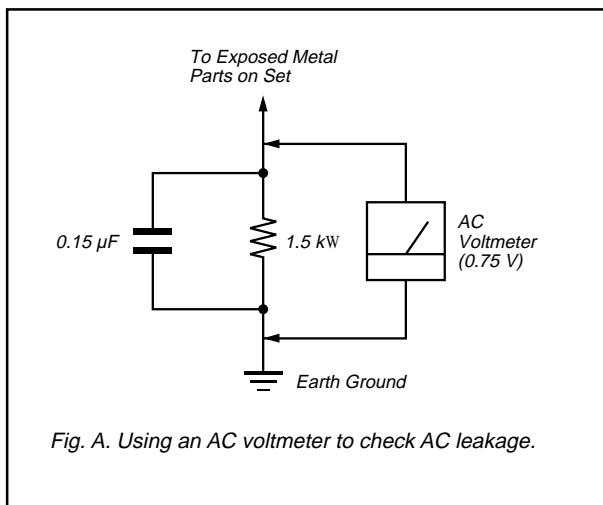 To Exposed Metal
Parts on Set
0.15 µF
1.5 kW
AC
Voltmeter
(0.75 V)
Earth Ground
Fig. A. Using an AC voltmeter to check AC leakage.